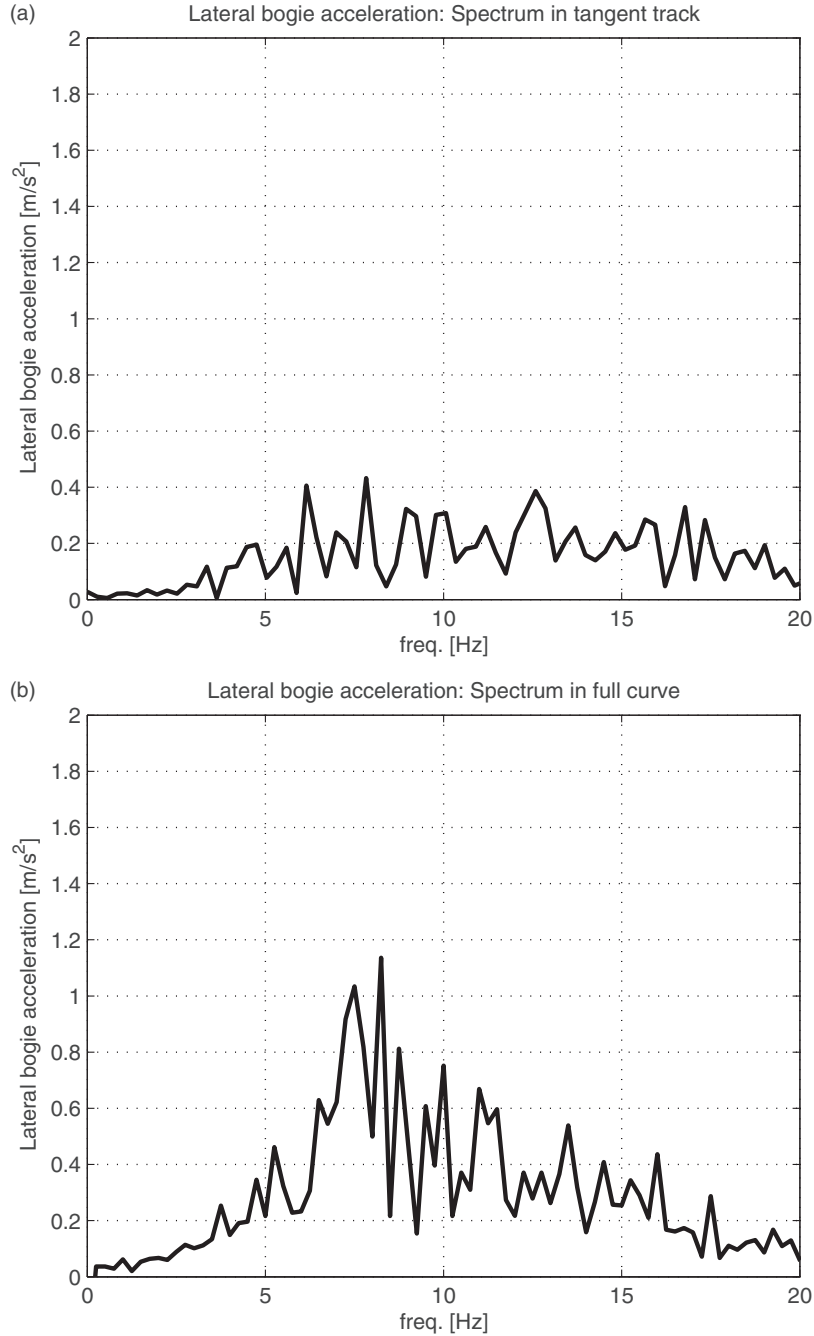 (a) Lateral bogie acceleration: Spectrum in tangent track
2
1.8
1.6
1.4
1.2
1
0.8
0.6
0.4
0.2
0
Lateral bogie acceleration [m/s²]
0 5 10 15 20
freq. [Hz]
(b) Lateral bogie acceleration: Spectrum in full curve
2
1.8
1.6
1.4
1.2
1
0.8
0.6
0.4
0.2
0
Lateral bogie acceleration [m/s²]
0 5 10 15 20
freq. [Hz]